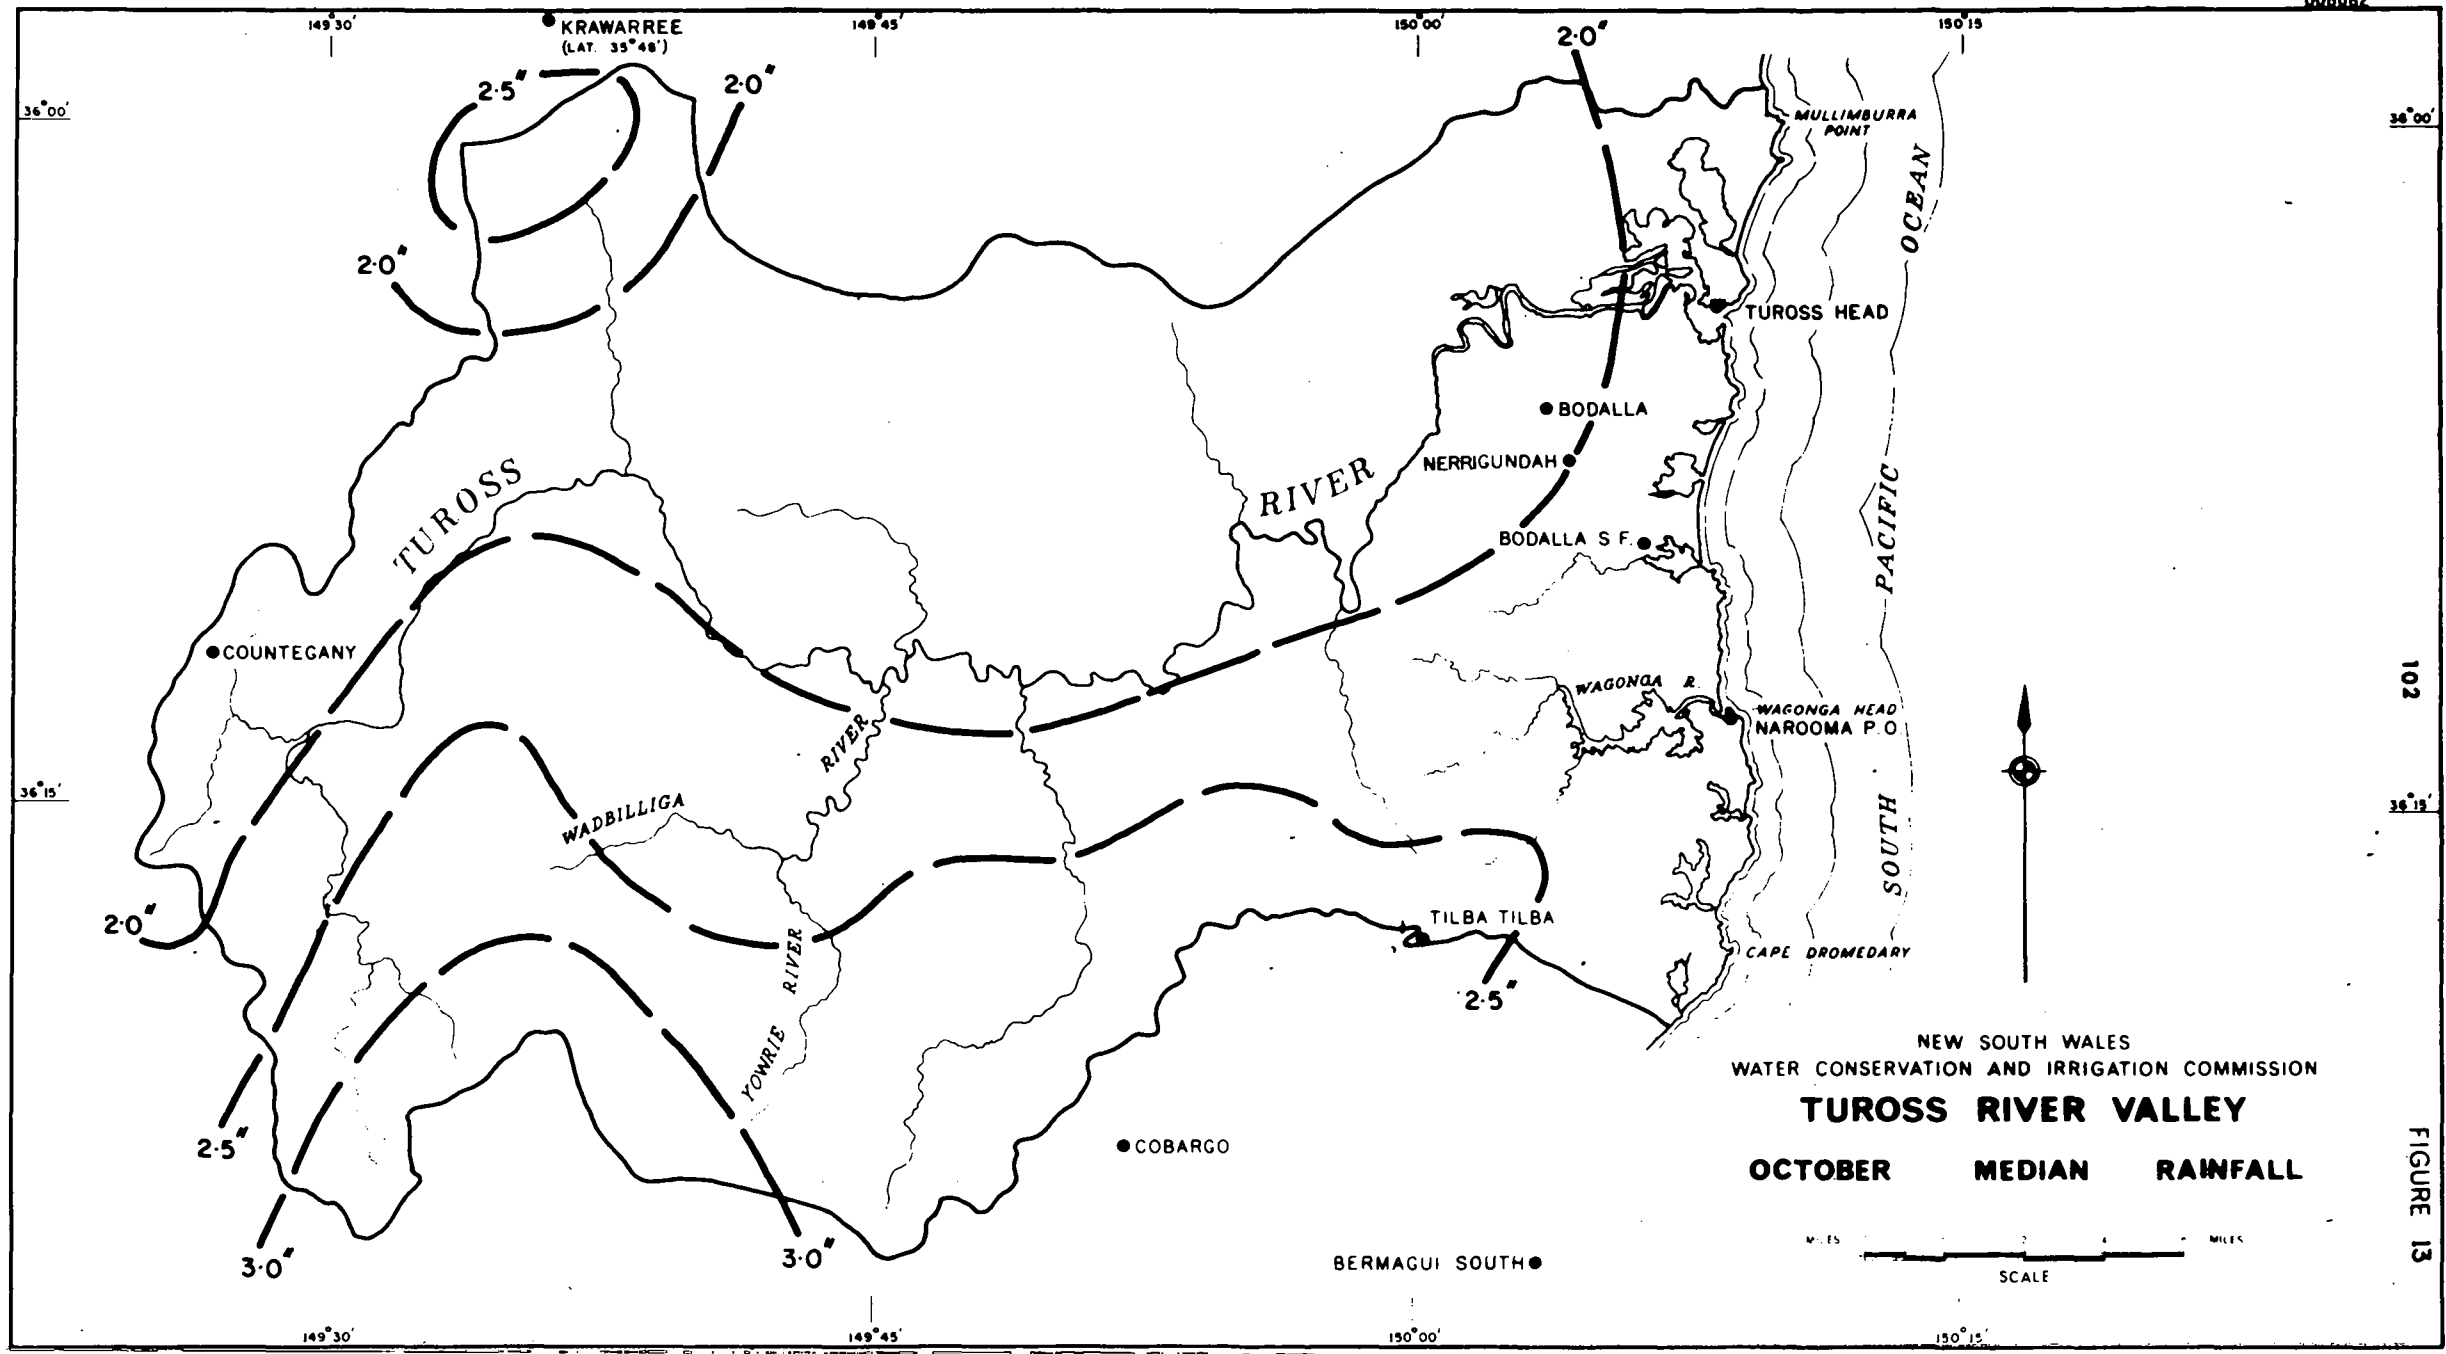 149°30'
KRAWARREE
(LAT. 35°48')
149°45'
150°00'
150°15'
2·0"
2·5"
2·0"
36°00'
36°00'
MULLIMBURRA
POINT
OCEAN
2·0"
TUROSS HEAD
BODALLA
NERRIGUNDAH
TUROSS
RIVER
BODALLA S F.
PACIFIC
COUNTEGANY
102
WAGONGA R.
WAGONGA HEAD
NAROOMA P.O.
RIVER
WADBILLIGA
36°15'
36°15'
SOUTH
2·0"
TILBA TILBA
RIVER
CAPE DROMEDARY
2·5"
YOWRIE
NEW SOUTH WALES
WATER CONSERVATION AND IRRIGATION COMMISSION
TUROSS RIVER VALLEY
2·5"
COBARGO
OCTOBER MEDIAN RAINFALL
FIGURE 13
3·0"
3·0"
BERMAGUI SOUTH
MILES
MILES
SCALE
149°30'
149°45'
150°00'
150°15'